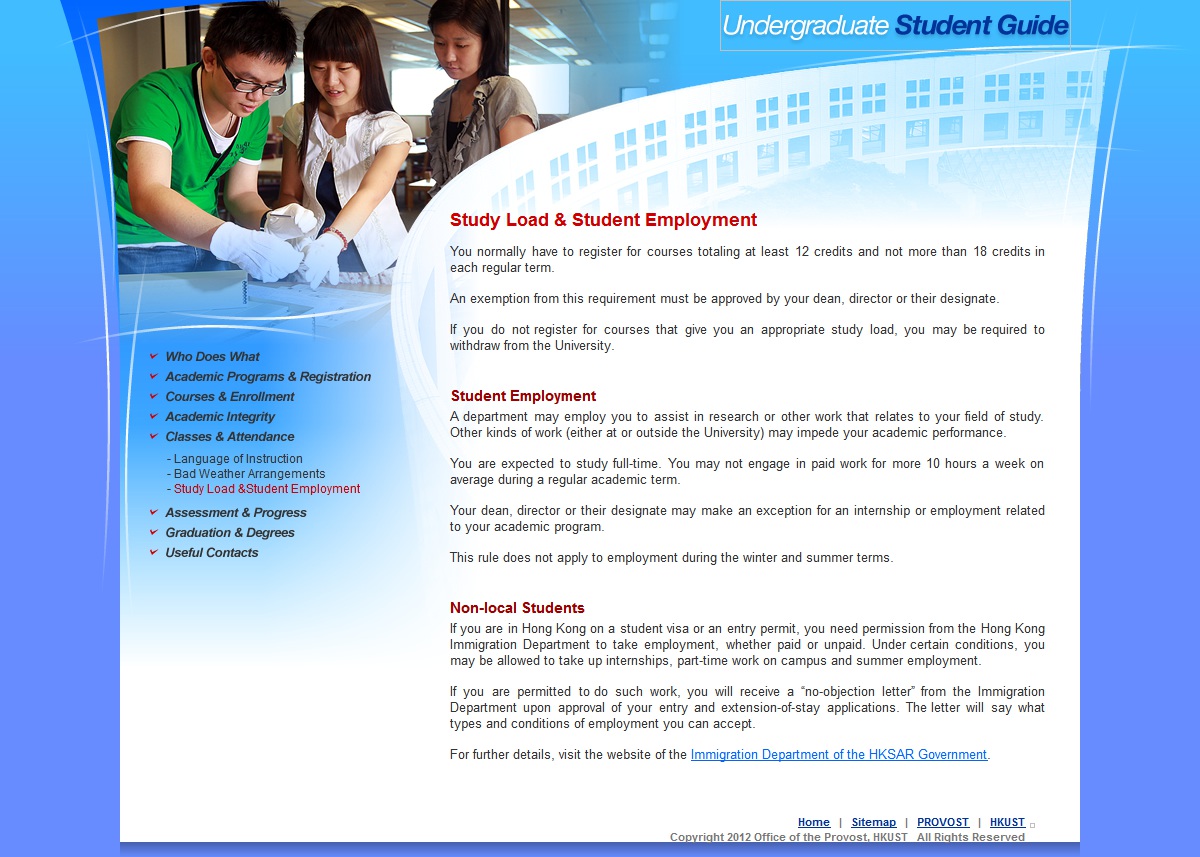 Undergraduate Student Guide
Study Load & Student Employment
You normally have to register for courses totaling at least 12 credits and not more than 18 credits in
each regular term.
An exemption from this requirement must be approved by your dean, director or their designate.
If you do not register for courses that give you an appropriate study load, you may be required to
withdraw from the University.
Who Does What
Academic Programs & Registration
Courses & Enrollment
Academic Integrity
Classes & Attendance
- Language of Instruction
- Bad Weather Arrangements
- Study Load &Student Employment
Assessment & Progress
Graduation & Degrees
Useful Contacts
Student Employment
A department may employ you to assist in research or other work that relates to your field of study.
Other kinds of work (either at or outside the University) may impede your academic performance.
You are expected to study full-time. You may not engage in paid work for more 10 hours a week on
average during a regular academic term.
Your dean, director or their designate may make an exception for an internship or employment related
to your academic program.
This rule does not apply to employment during the winter and summer terms.
Non-local Students
If you are in Hong Kong on a student visa or an entry permit, you need permission from the Hong Kong
Immigration Department to take employment, whether paid or unpaid. Under certain conditions, you
may be allowed to take up internships, part-time work on campus and summer employment.
If you are permitted to do such work, you will receive a “no-objection letter” from the Immigration
Department upon approval of your entry and extension-of-stay applications. The letter will say what
types and conditions of employment you can accept.
For further details, visit the website of the Immigration Department of the HKSAR Government.
Home | Sitemap | PROVOST | HKUST
Copyright 2012 Office of the Provost, HKUST All Rights Reserved